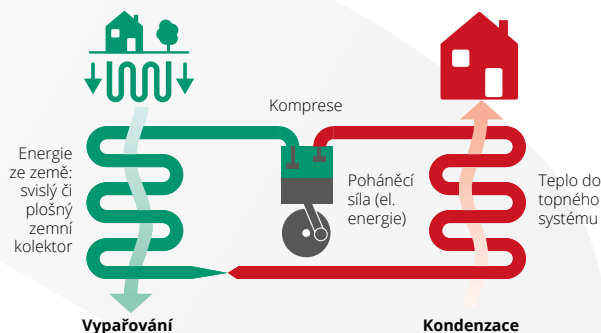 Komprese
Energie
ze země:
svislý či
plošný
zemní
kolektor
Poháněcí
síla (el.
energie)
Teplo do
topného
systému
Vypařování
Kondenzace